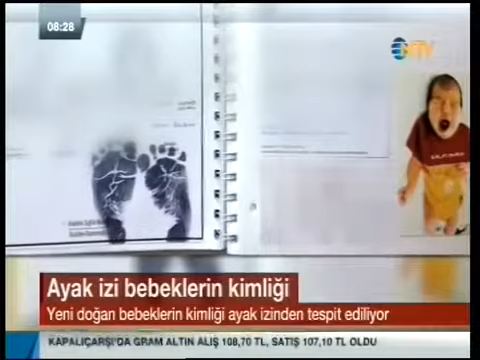 08:28
NTV
Ayak izi bebeklerin kimliği
Yeni doğan bebeklerin kimliği ayak izinden tespit ediliyor
KAPALIÇARŞI'DA GRAM ALTIN ALIŞ 108,70 TL, SATIŞ 107,10 TL OLDU